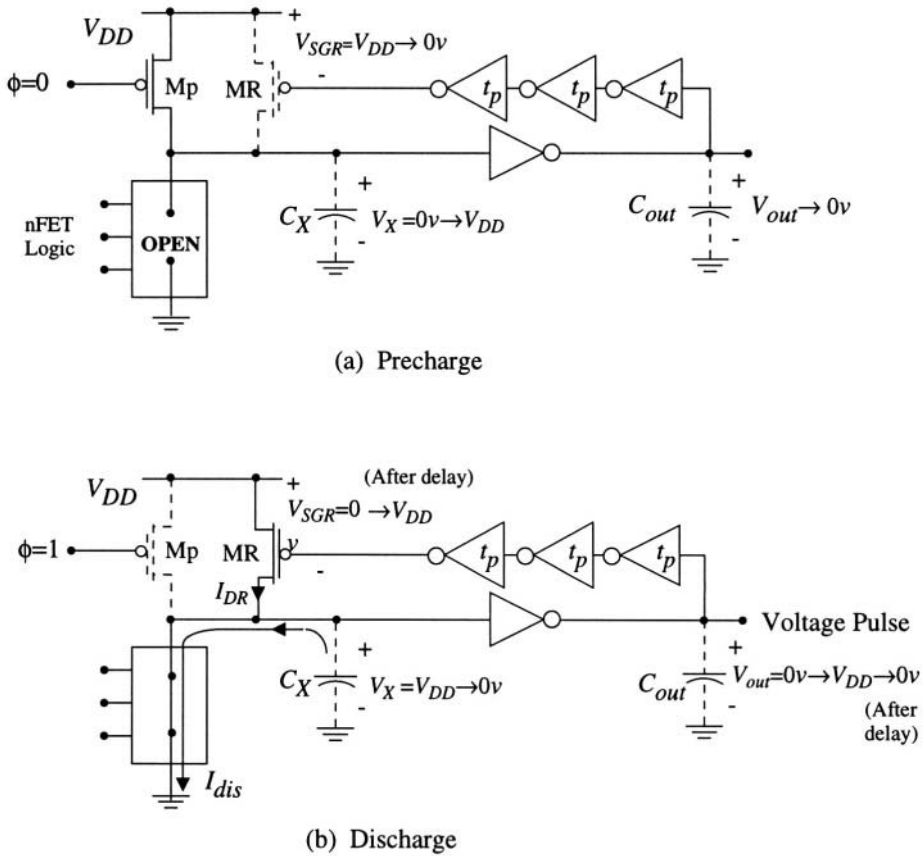 V_DD
+
V_SGR=V_DD → 0v
-
ϕ=0
Mp
MR
t_p
t_p
t_p
nFET
Logic
OPEN
C_X
+
V_X = 0v → V_DD
-
C_out
+
V_out → 0v
-
(a) Precharge
V_DD
+
(After delay)
V_SGR=0 → V_DD
v
-
ϕ=1
Mp
MR
t_p
t_p
t_p
I_DR
Voltage Pulse
C_X
+
V_X = V_DD → 0v
-
C_out
+
V_out = 0v → V_DD → 0v
-
(After
delay)
I_dis
(b) Discharge